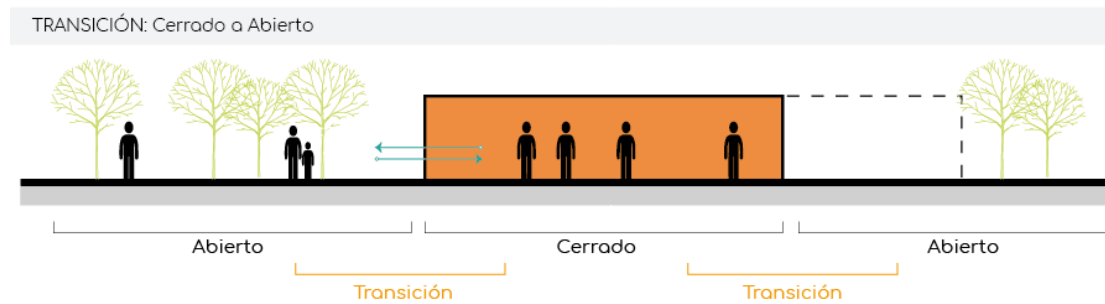 TRANSICIÓN: Cerrado a Abierto
Abierto
Cerrado
Abierto
Transición
Transición